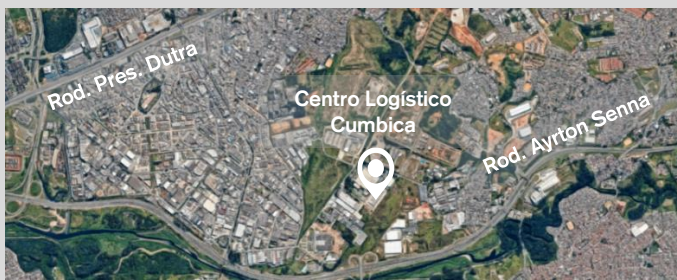 Rod. Pres. Dutra
Centro Logístico
Cumbica
Rod. Ayrton Senna